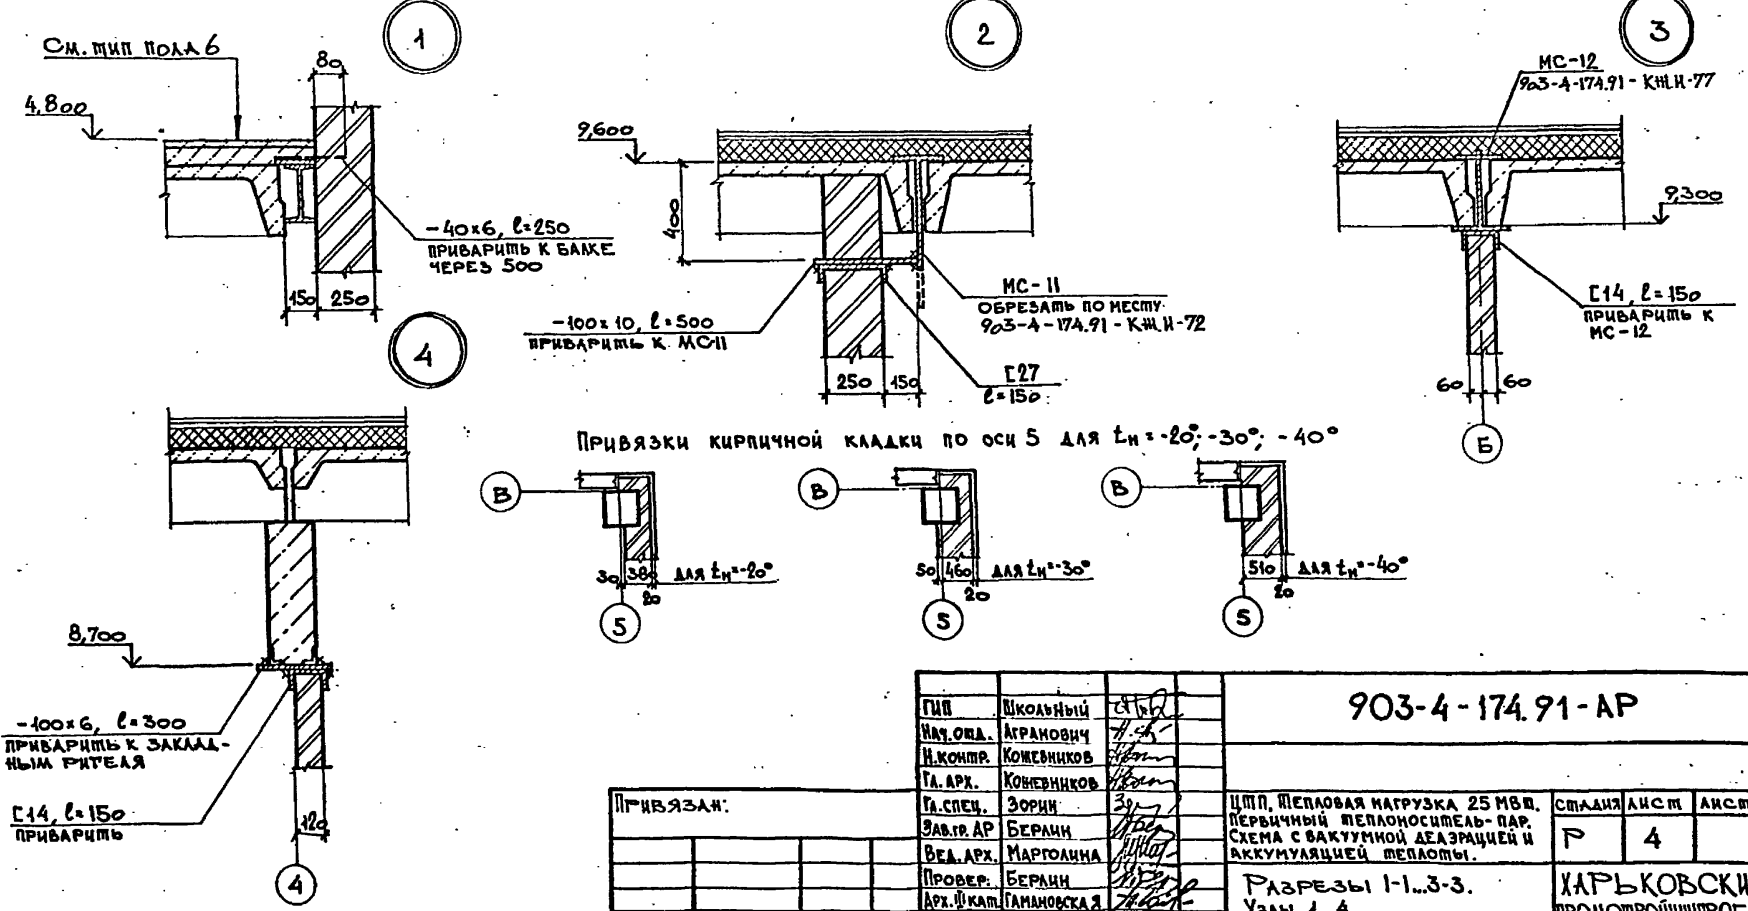 1
См. тип пола 6
80
4,800
-40×6, ℓ=250
ПРИВАРИТЬ К БАЛКЕ
ЧЕРЕЗ 500
150 250
2
9,600
400
МС-11
ОБРЕЗАТЬ ПО МЕСТУ
903-4-174.91-КЖ.И-72
-100×10, ℓ=500
ПРИВАРИТЬ К МС11
[27
ℓ=150
250 150
3
МС-12
903-4-174.91-КЖ.И-77
9,300
[14, ℓ=150
ПРИВАРИТЬ К
МС-12
60 60
Б
4
8,700
-100×6, ℓ=300
ПРИВАРИТЬ К ЗАКЛАД-
НЫМ РИГЕЛЯ
[14, ℓ=150
ПРИВАРИТЬ
120
4
ПРИВЯЗКИ КИРПИЧНОЙ КЛАДКИ ПО ОСИ 5 ДЛЯ tн=-20°; -30°; -40°
В
30 380 ДЛЯ tн=-20°
20
5
В
50 460 ДЛЯ tн=-30°
20
5
В
510 ДЛЯ tн=-40°
20
5
ПРИВЯЗАН:
ГИП ШКОЛЬНЫЙ
НАЧ.ОТД. АГРАНОВИЧ
Н.КОНТР. КОЖЕВНИКОВ
ГЛ.АРХ. КОЖЕВНИКОВ
ГЛ.СПЕЦ. ЗОРИН
ЗАВ.ГР.АР БЕРЛИН
ВЕД.АРХ. МАРГОЛИНА
ПРОВЕР. БЕРЛИН
АРХ. II КАТ. ГАМАНОВСКАЯ
903-4-174.91-АР
ЦТП, ТЕПЛОВАЯ НАГРУЗКА 25 МВт.
ПЕРВИЧНЫЙ ТЕПЛОНОСИТЕЛЬ-ПАР.
СХЕМА С ВАКУУМНОЙ ДЕАЭРАЦИЕЙ И
АККУМУЛЯЦИЕЙ ТЕПЛОТЫ.
СТАДИЯ ЛИСТ ЛИСТ
Р 4
РАЗРЕЗЫ 1-1...3-3.
УЗЛЫ 1...4
ХАРЬКОВСКИ